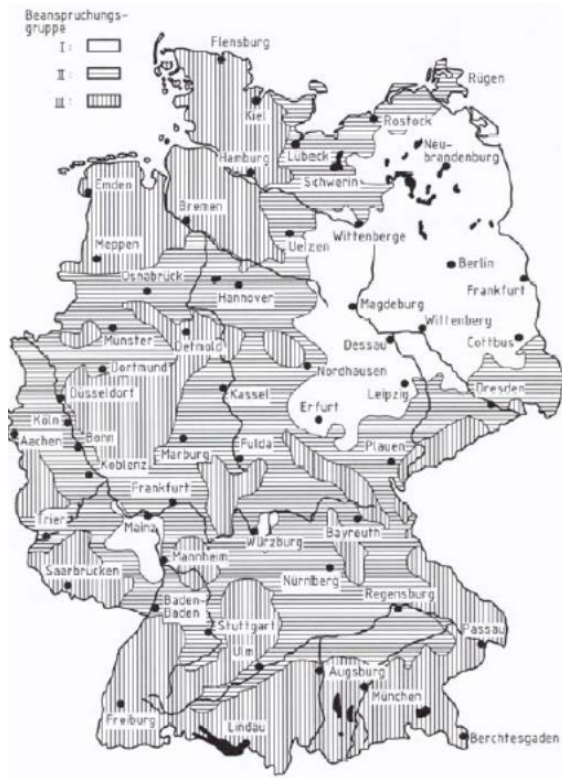 Beanspruchungs-
gruppe
I:
II:
III:
Flensburg
Rügen
Kiel
Rostock
Lübeck
Neu-
brandenburg
Hamburg
Schwerin
Emden
Bremen
Wittenberge
Uelzen
Meppen
Berlin
Osnabrück
Hannover
Frankfurt
Magdeburg
Wittenberg
Münster
Detmold
Dessau
Cottbus
Dortmund
Nordhausen
Düsseldorf
Kassel
Leipzig
Dresden
Köln
Erfurt
Aachen
Bonn
Marburg
Fulda
Plauen
Koblenz
Frankfurt
Trier
Mainz
Würzburg
Bayreuth
Mannheim
Saarbrücken
Nürnberg
Baden-
Baden
Regensburg
Stuttgart
Passau
Ulm
Augsburg
München
Freiburg
Lindau
Berchtesgaden